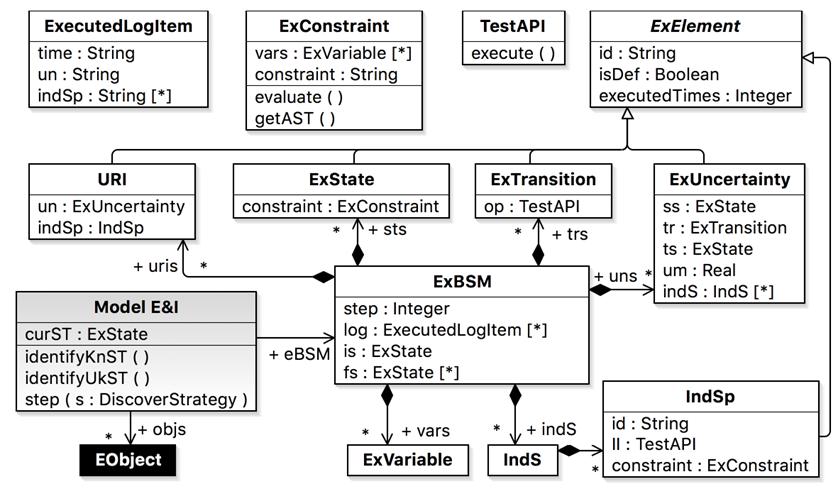 ExecutedLogItem
time : String
un : String
indSp : String [*]
ExConstraint
vars : ExVariable [*]
constraint : String
evaluate ( )
getAST ( )
TestAPI
execute ( )
ExElement
id : String
isDef : Boolean
executedTimes : Integer
URI
un : ExUncertainty
indSp : IndSp
ExState
constraint : ExConstraint
ExTransition
op : TestAPI
ExUncertainty
ss : ExState
tr : ExTransition
ts : ExState
um : Real
indS : IndS [*]
* + sts
* + trs
+ uris *
+ uns *
ExBSM
step : Integer
log : ExecutedLogItem [*]
is : ExState
fs : ExState [*]
Model E&I
curST : ExState
identifyKnST ( )
identifyUkST ( )
step ( s : DiscoverStrategy )
+ eBSM
* + objs
EObject
* + vars
ExVariable
* + indS
IndS
*
IndSp
id : String
II : TestAPI
constraint : ExConstraint